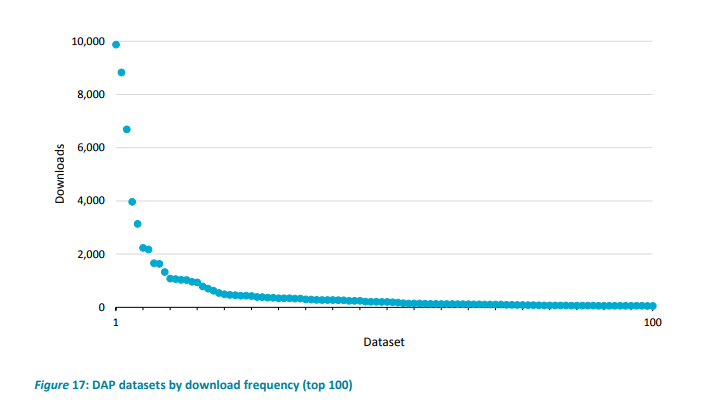 10,000
8,000
6,000
4,000
2,000
0
Downloads
1
100
Dataset
Figure 17: DAP datasets by download frequency (top 100)